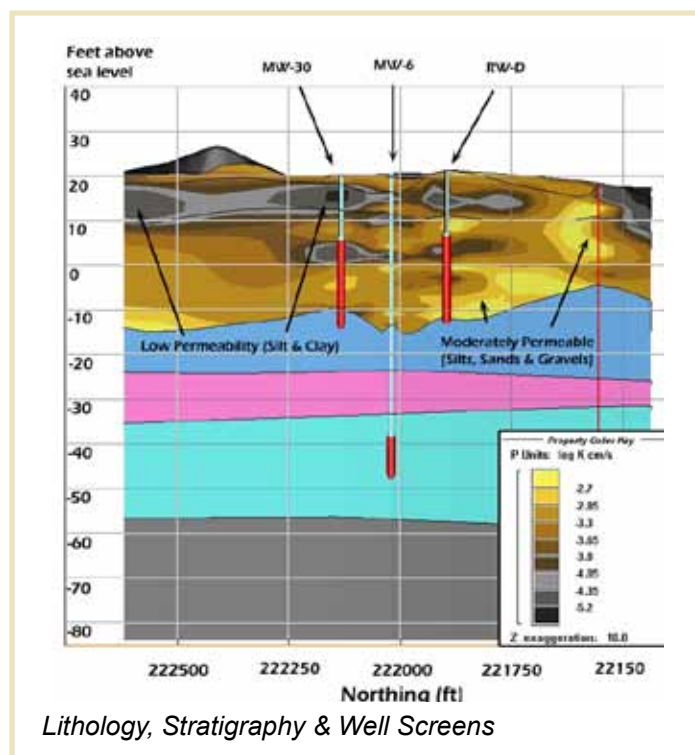 Feet above
sea level
MW-30
MW-6
RW-D
40
30
20
10
0
-10
-20
-30
-40
-50
-60
-70
-80
Low Permeability (Silt & Clay)
Moderately Permeable
(Silts, Sands & Gravels)
Property Color Key
P Units: log K cm/s
-2.7
-2.95
-3.3
-3.65
-3.8
-4.05
-4.35
-5.2
Z exaggeration: 10.0
222500
222250
222000
221750
22150
Northing (ft)
Lithology, Stratigraphy & Well Screens